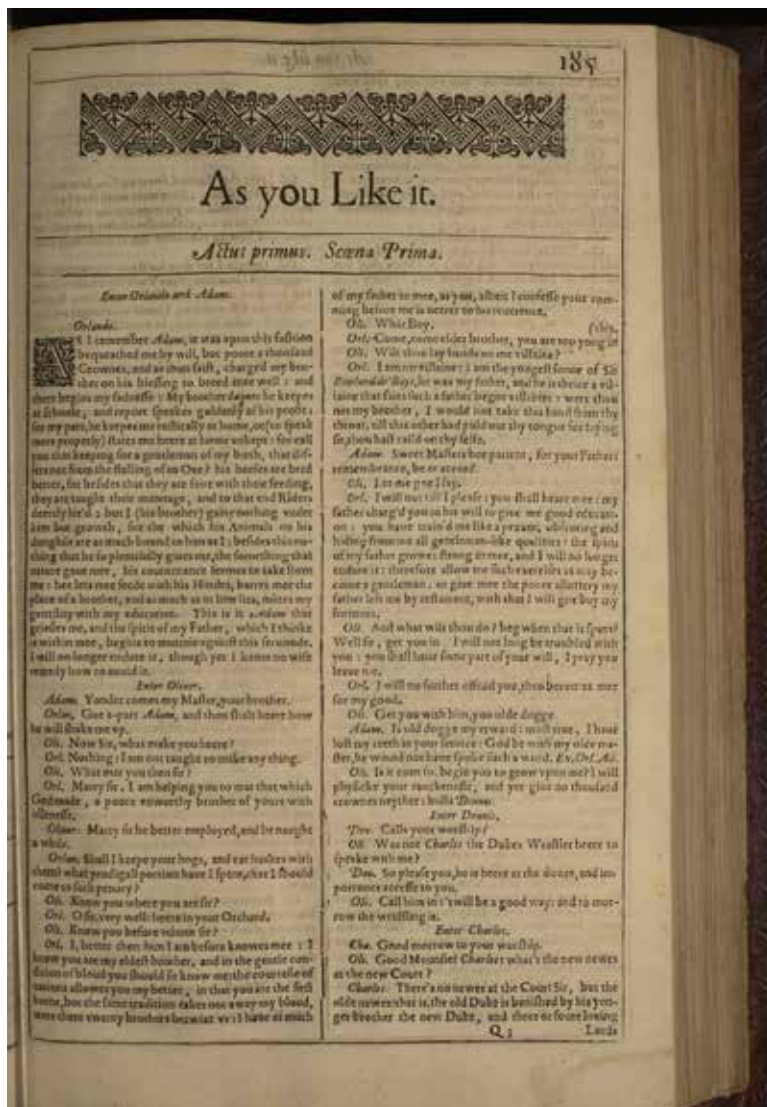 185
As you Like it.
Actus primus. Scœna Prima.
Enter Orlando and Adam.
Orlando.
AS I remember Adam, it was vpon this faſhion
bequeathed me by will, but poore a thouſand
Crownes, and as thou ſaiſt, charged my bro-
ther on his bleſsing to breed mee well : and
there begins my ſadneſſe : My brother Iaques he keepes
at ſchoole, and report ſpeakes goldenly of his profit :
for my part, he keepes me ruſtically at home, or (to ſpeak
more properly) ſtaies me heere at home vnkept : for call
you that keeping for a gentleman of my birth, that dif-
fers not from the ſtalling of an Oxe? his horſes are bred
better, for beſides that they are faire with their feeding,
they are taught their mannage, and to that end Riders
deerely hir'd : but I (his brother) gaine nothing vnder
him but growth, for the which his Animals on his
dunghils are as much bound to him as I : beſides this no-
thing that he ſo plentifully giues me, the ſomething that
nature gaue mee, his countenance ſeemes to take from
me : hee lets mee feede with his Hindes, barres mee the
place of a brother, and as much as in him lies, mines my
gentility with my education. This is it Adam that
grieues me, and the ſpirit of my Father, which I thinke
is within mee, begins to mutinie againſt this ſeruitude.
I will no longer endure it, though yet I know no wiſe
remedy how to auoid it.
Enter Oliuer.
Adam. Yonder comes my Maſter, your brother.
Orlan. Goe a-part Adam, and thou ſhalt heare how
he will ſhake me vp.
Oli. Now Sir, what make you heere?
Orl. Nothing : I am not taught to make any thing.
Oli. What mar you then ſir?
Orl. Marry ſir, I am helping you to mar that which
God made, a poore vnworthy brother of yours with
idleneſſe.
Oliuer. Marry ſir be better employed, and be naught
a while.
Orlan. Shall I keepe your hogs, and eat huskes with
them? what prodigall portion haue I ſpent, that I ſhould
come to ſuch penury?
Oli. Know you where you are ſir?
Orl. O ſir, very well : heere in your Orchard.
Oli. Know you before whom ſir?
Orl. I, better then him I am before knowes mee : I
know you are my eldeſt brother, and in the gentle con-
dition of bloud you ſhould ſo know me : the courteſie of
nations allowes you my better, in that you are the firſt
borne, but the ſame tradition takes not away my bloud,
were there twenty brothers betwixt vs : I haue as much
of my father in mee, as you, albeit I confeſſe your com-
ming before me is neerer to his reuerence.
Oli. What Boy.
(this.
Orl. Come, come elder brother, you are too yong in
Oli. Wilt thou lay hands on me villaine?
Orl. I am no villaine : I am the yongeſt ſonne of Sir
Rowland de Boys, he was my father, and he is thrice a vil-
laine that ſaies ſuch a father begot villaines : wert thou
not my brother, I would not take this hand from thy
throat, till this other had puld out thy tongue for ſaying
ſo, thou haſt raild on thy ſelfe.
Adam. Sweet Maſters bee patient, for your Fathers
remembrance, be at accord.
Oli. Let me goe I ſay.
Orl. I will not till I pleaſe : you ſhall heare mee : my
father charg'd you in his will to giue me good educati-
on : you haue train'd me like a pezant, obſcuring and
hiding from me all gentleman-like qualities : the ſpirit
of my father growes ſtrong in mee, and I will no longer
endure it : therefore allow me ſuch exerciſes as may be-
come a gentleman, or giue mee the poore allottery my
father left me by teſtament, with that I will goe buy my
fortunes.
Oli. And what wilt thou do? beg when that is ſpent?
Well ſir, get you in. I will not long be troubled with
you : you ſhall haue ſome part of your will, I pray you
leaue me.
Orl. I will no further offend you, then becomes mee
for my good.
Oli. Get you with him, you olde dogge.
Adam. Is old dogge my reward : moſt true, I haue
loſt my teeth in your ſeruice : God be with my olde ma-
ſter, he would not haue ſpoke ſuch a word. Ex. Orl. Ad.
Oli. Is it euen ſo, begin you to grow vpon me? I will
phyſicke your ranckeneſſe, and yet giue no thouſand
crownes neyther : holla Dennis.
Enter Dennis.
Den. Calls your worſhip?
Oli. Was not Charles the Dukes Wraſtler heere to
ſpeake with me?
Den. So pleaſe you, he is heere at the doore, and im-
portunes acceſſe to you.
Oli. Call him in : 'twill be a good way : and to mor-
row the wraſtling is.
Enter Charles.
Cha. Good morrow to your worſhip.
Oli. Good Mounſier Charles : what's the new newes
at the new Court?
Charles. There's no newes at the Court Sir, but the
olde newes : that is, the old Duke is baniſhed by his yon-
ger brother the new Duke, and three or foure louing
Q3 Lords